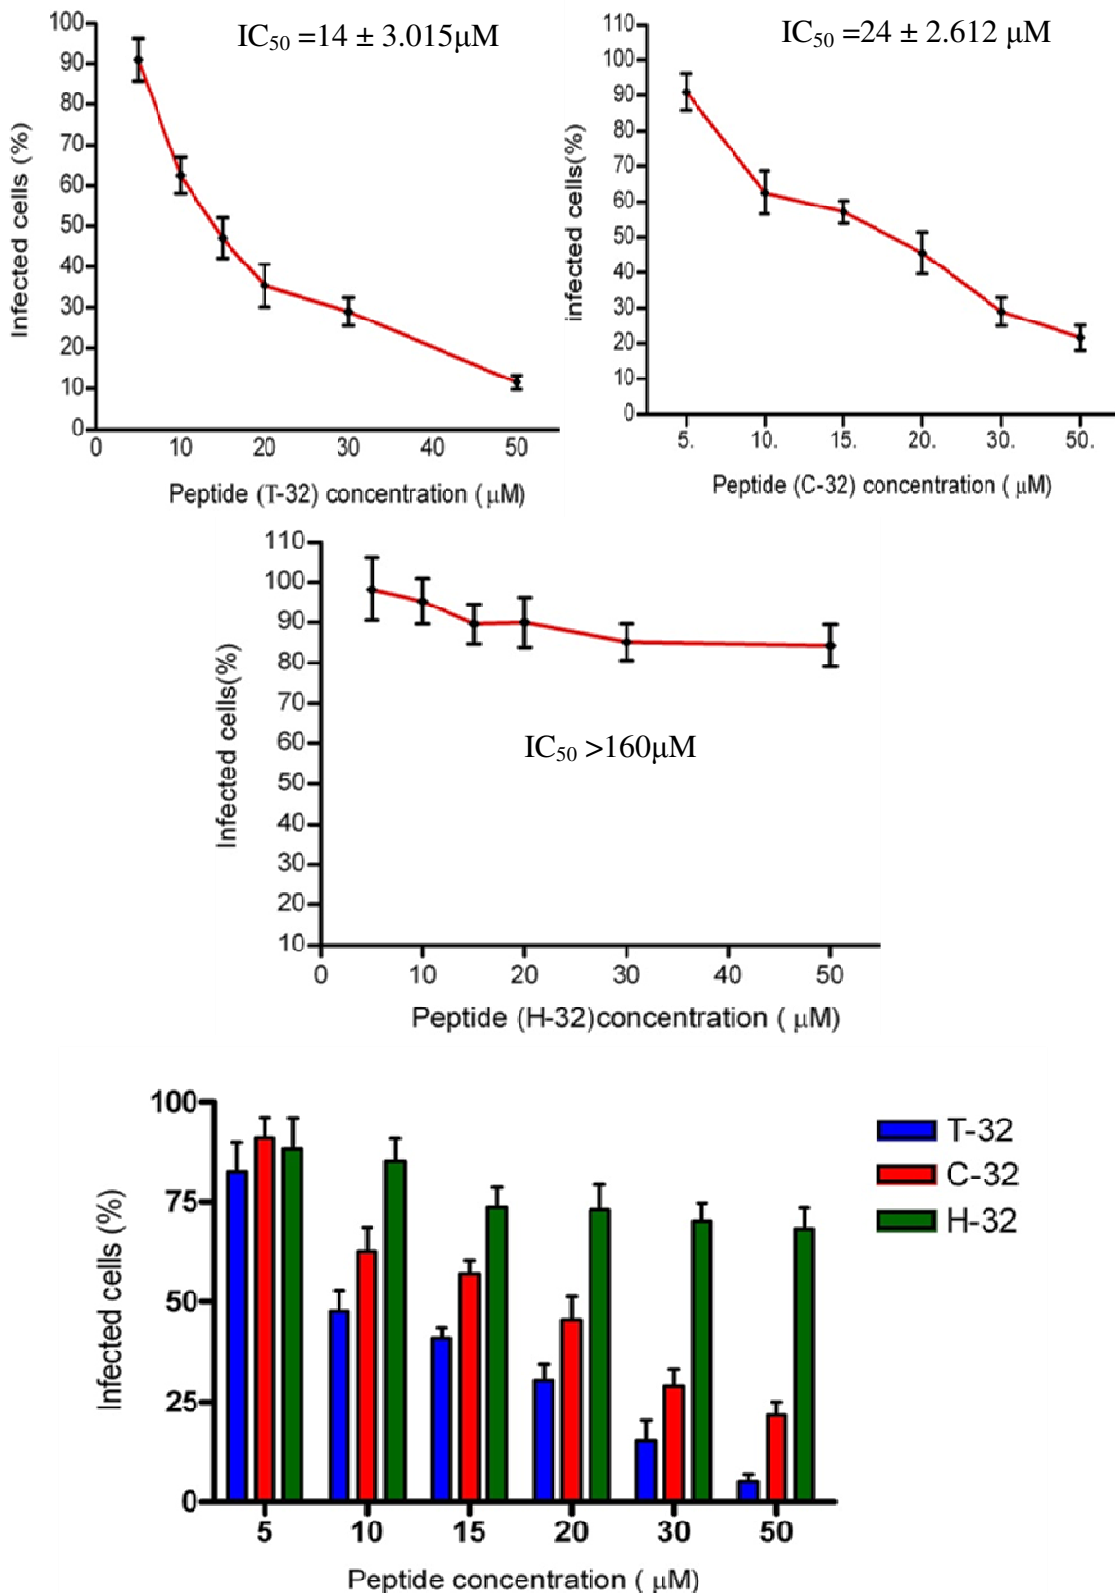 IC50 =14 ± 3.015μM
100
90
80
70
60
50
40
30
20
10
0
Infected cells (%)
0 10 20 30 40 50
Peptide (T-32) concentration ( μM)
IC50 =24 ± 2.612 μM
110
100
90
80
70
60
50
40
30
20
10
0
infected cells(%)
5. 10. 15. 20. 30. 50.
Peptide (C-32) concentration ( μM)
110
100
90
80
70
60
50
40
30
20
10
Infected cells(%)
IC50 >160μM
0 10 20 30 40 50
Peptide (H-32)concentration ( μM)
100
75
50
25
0
Infected cells (%)
5 10 15 20 30 50
Peptide concentration ( μM)
T-32
C-32
H-32